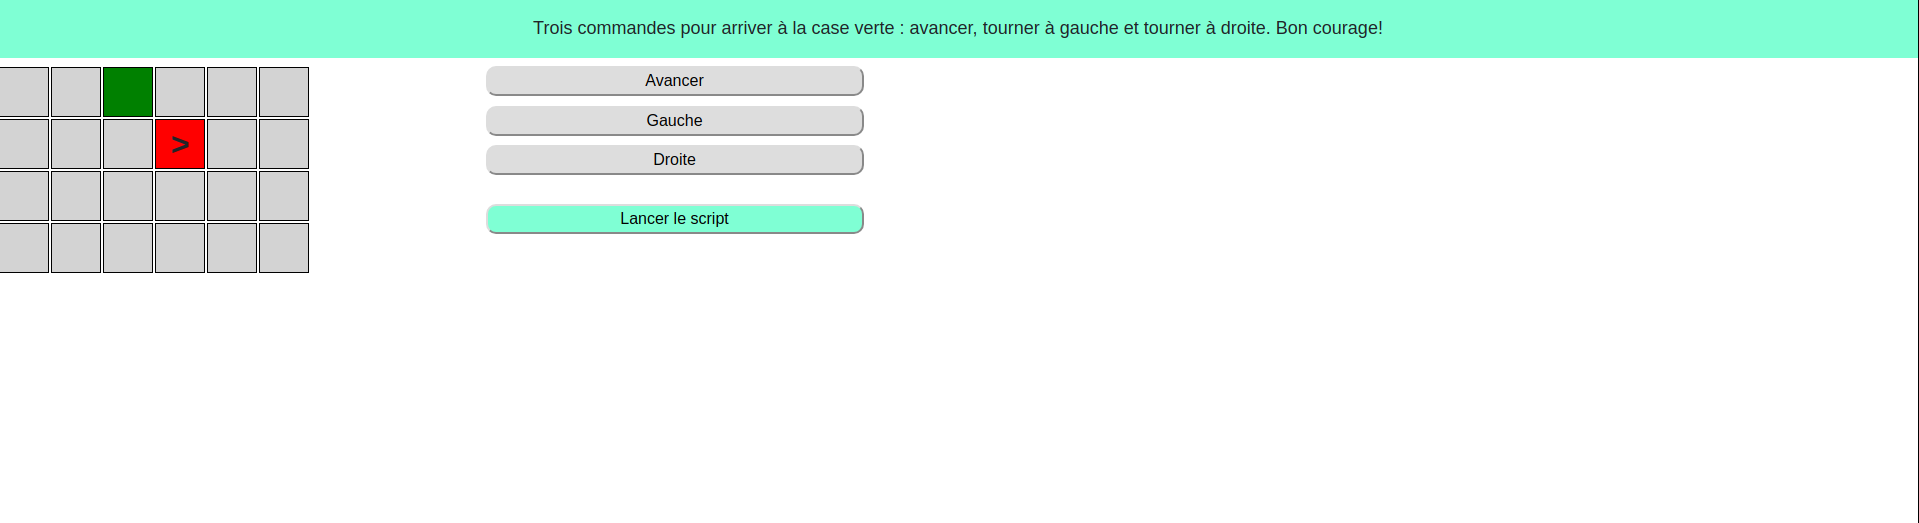 Trois commandes pour arriver à la case verte : avancer, tourner à gauche et tourner à droite. Bon courage!
>
Avancer
Gauche
Droite
Lancer le script